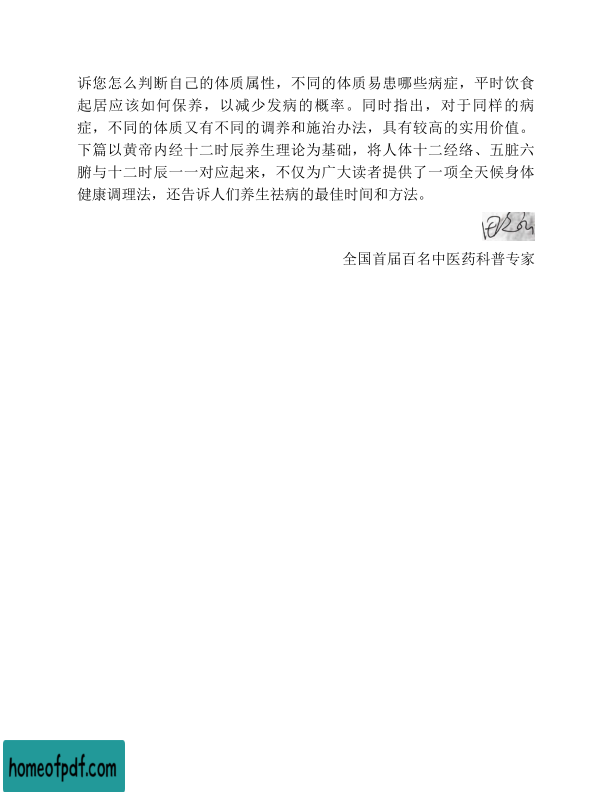 诉您怎么判断自己的体质属性，不同的体质易患哪些病症，平时饮食
起居应该如何保养，以减少发病的概率。同时指出，对于同样的病
症，不同的体质又有不同的调养和施治办法，具有较高的实用价值。
下篇以黄帝内经十二时辰养生理论为基础，将人体十二经络、五脏六
腑与十二时辰一一对应起来，不仅为广大读者提供了一项全天候身体
健康调理法，还告诉人们养生祛病的最佳时间和方法。
全国首届百名中医药科普专家
homeofpdf.com